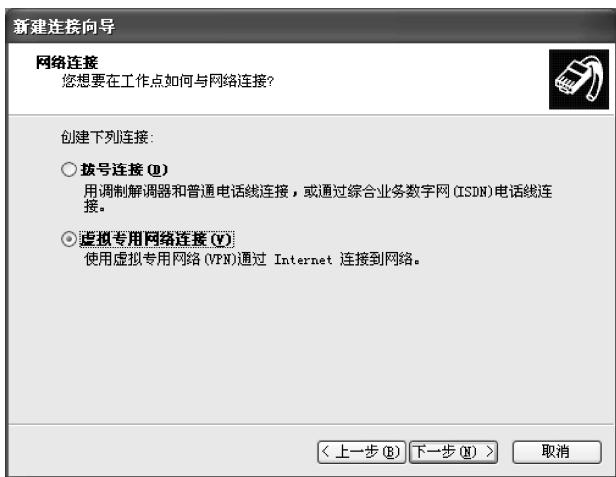 新建连接向导
网络连接
您想要在工作点如何与网络连接?
创建下列连接:
拨号连接(D)
用调制解调器和普通电话线连接，或通过综合业务数字网(ISDN)电话线连
接。
虚拟专用网络连接(V)
使用虚拟专用网络(VPN)通过 Internet 连接到网络。
< 上一步(B) 下一步(N) > 取消